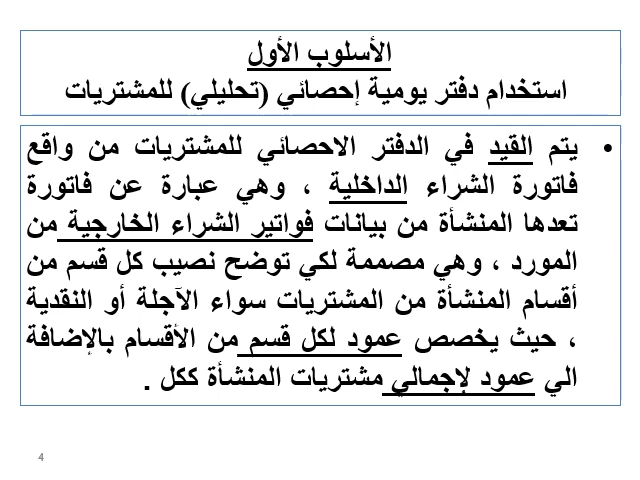 الأسلوب الأول
استخدام دفتر يومية إحصائي (تحليلي) للمشتريات
• يتم القيد في الدفتر الاحصائي للمشتريات من واقع
فاتورة الشراء الداخلية ، وهي عبارة عن فاتورة
تعدها المنشأة من بيانات فواتير الشراء الخارجية من
المورد ، وهي مصممة لكي توضح نصيب كل قسم من
أقسام المنشأة من المشتريات سواء الآجلة أو النقدية
، حيث يخصص عمود لكل قسم من الأقسام بالإضافة
الي عمود لإجمالي مشتريات المنشأة ككل .
4